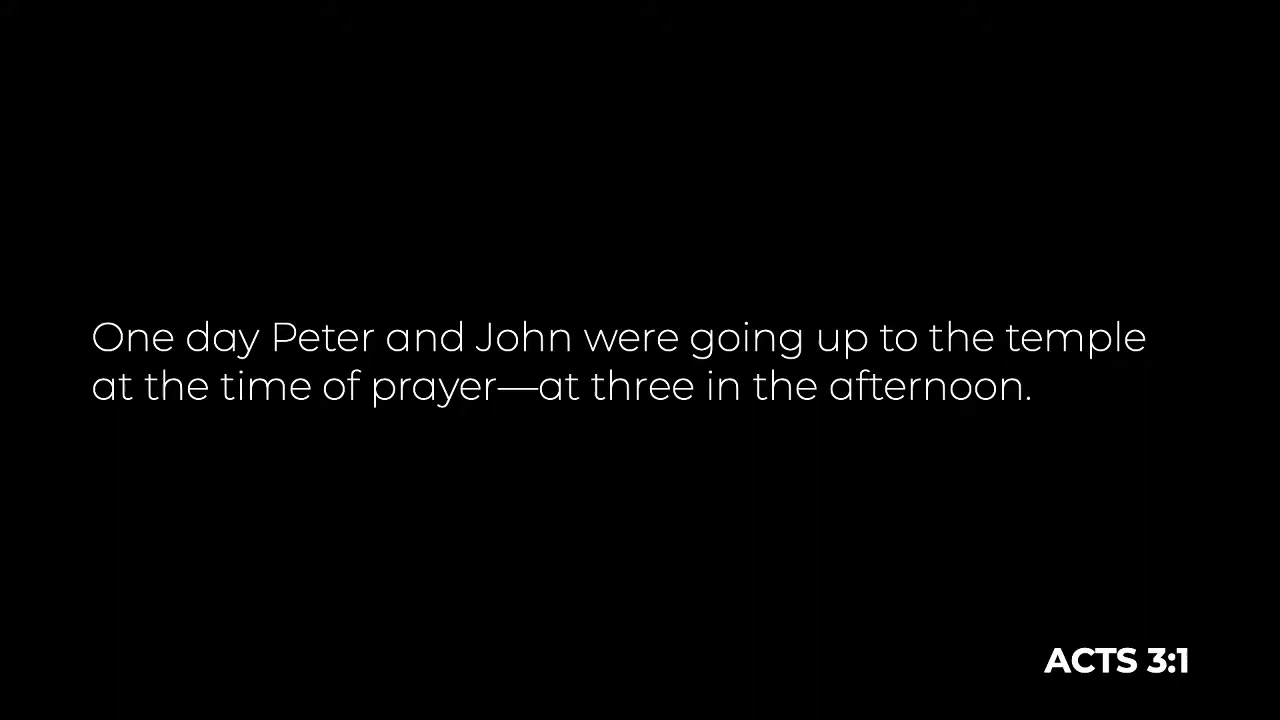 One day Peter and John were going up to the temple
at the time of prayer—at three in the afternoon.
ACTS 3:1